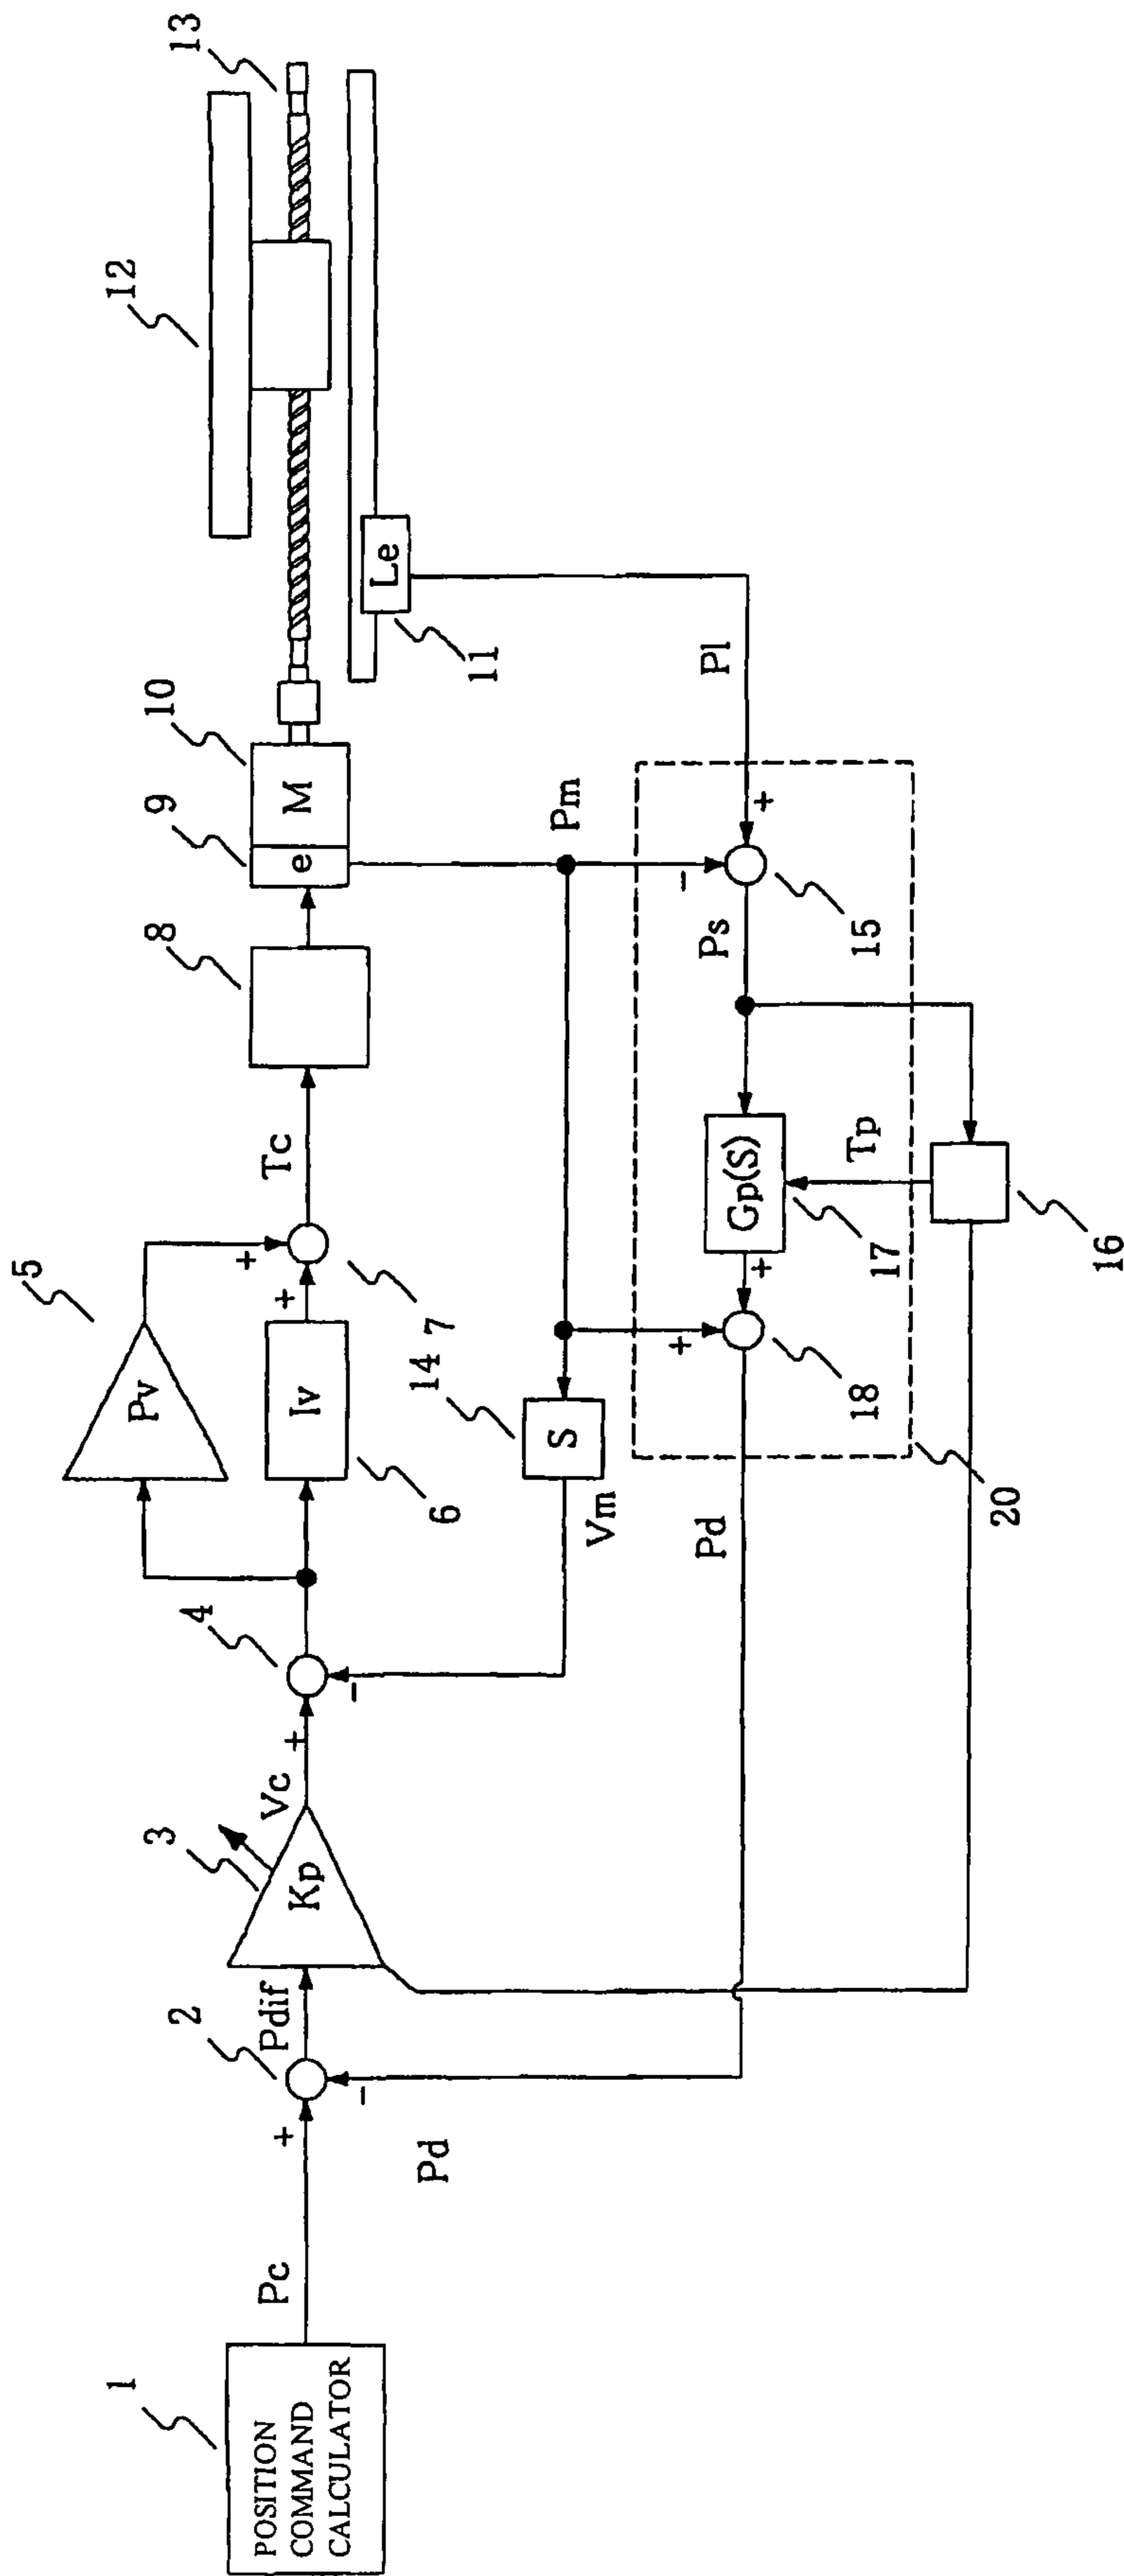 1
POSITION
COMMAND
CALCULATOR
Pc
+
2
-
Pd
Pdif
3
Kp
Vc
+
4
-
5
Pv
Iv
6
+
+
7
Tc
8
9
e
10
M
12
13
Le
11
Pl
Pm
14
S
Vm
Pd
+
-
15
Ps
Gp(S)
17
Tp
16
+
+
18
20